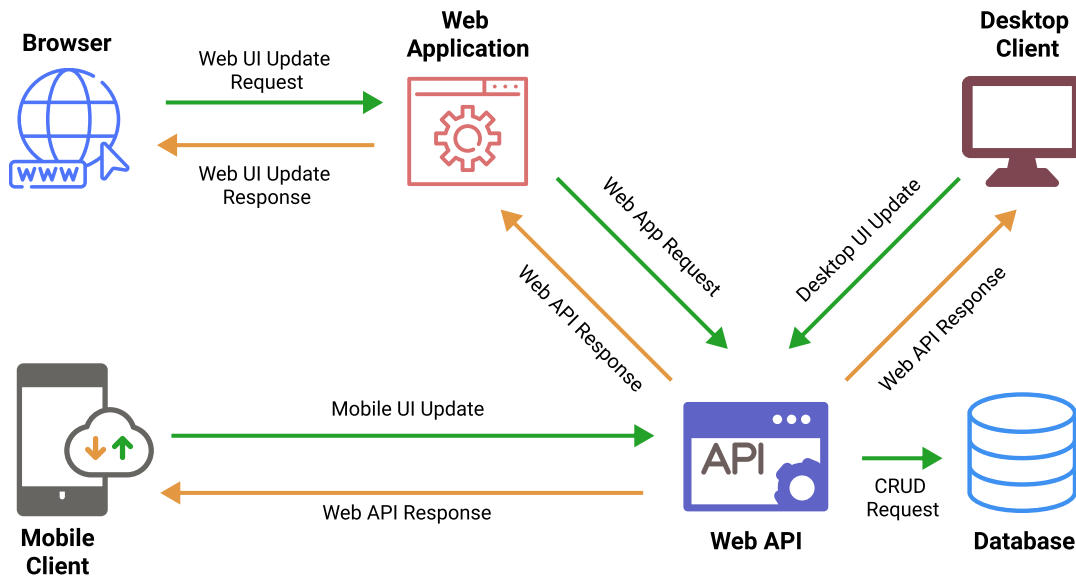 Web
Application
Desktop
Client
Browser
Web UI Update
Request
Web UI Update
Response
WWW
Web App Request
Desktop UI Update
Web API Response
Web API Response
Mobile UI Update
API
CRUD
Request
Web API Response
Mobile
Client
Web API
Database